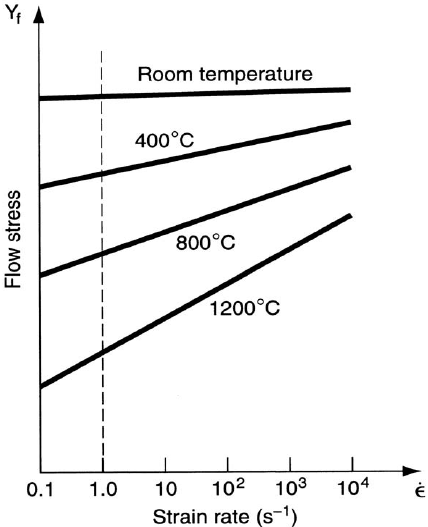 Y_f
Room temperature
400°C
800°C
1200°C
Flow stress
0.1 1.0 10 10² 10³ 10⁴ ε̇
Strain rate (s⁻¹)